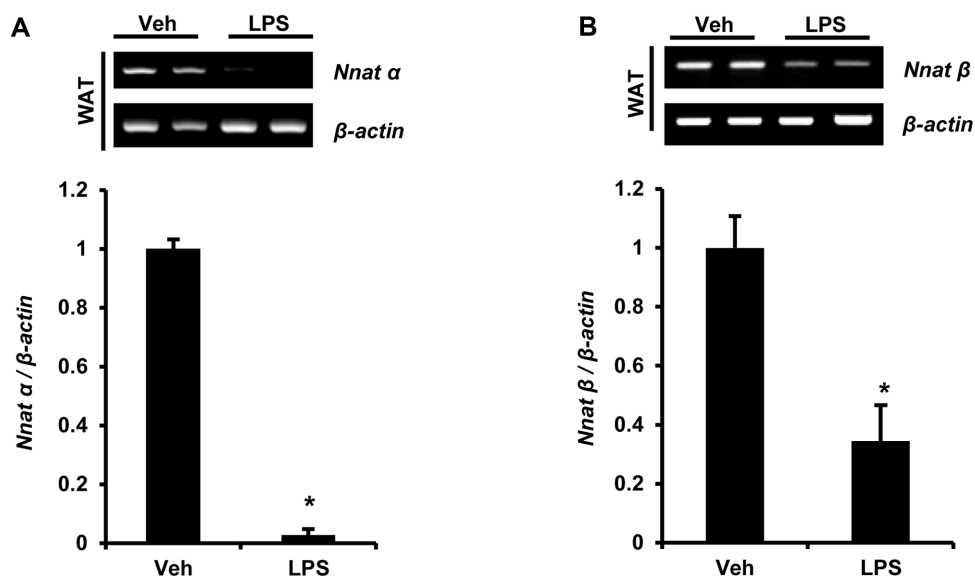 A
Veh LPS
WAT
Nnat α
β-actin
Nnat α / β-actin
1.2
1
0.8
0.6
0.4
0.2
0
*
Veh LPS
B
Veh LPS
WAT
Nnat β
β-actin
Nnat β / β-actin
1.2
1
0.8
0.6
0.4
0.2
0
*
Veh LPS